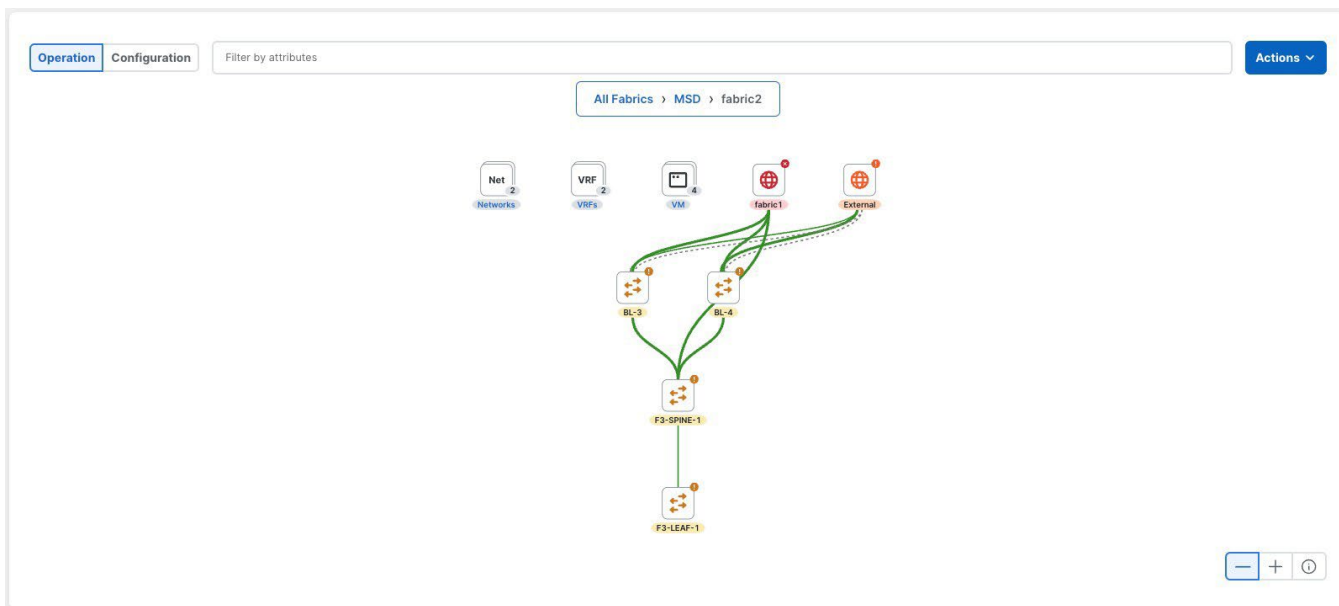 Operation Configuration Filter by attributes Actions
All Fabrics › MSD › fabric2
Net VRF
2 2 4
Networks VRFs VM fabric1 External
BL-3 BL-4
F3-SPINE-1
F3-LEAF-1